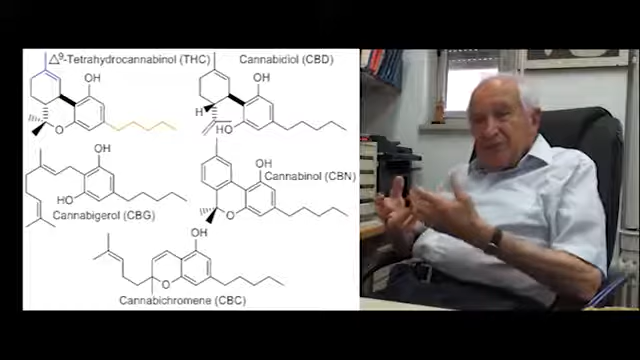 Δ⁹-Tetrahydrocannabinol (THC)
Cannabidiol (CBD)
OH
O
OH
H
HO
OH
HO
Cannabigerol (CBG)
OH
Cannabinol (CBN)
O
OH
O
Cannabichromene (CBC)